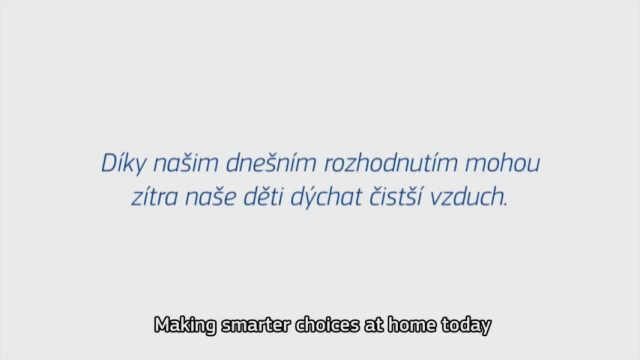 Díky našim dnešním rozhodnutím mohou
zítra naše děti dýchat čistší vzduch.
Making smarter choices at home today